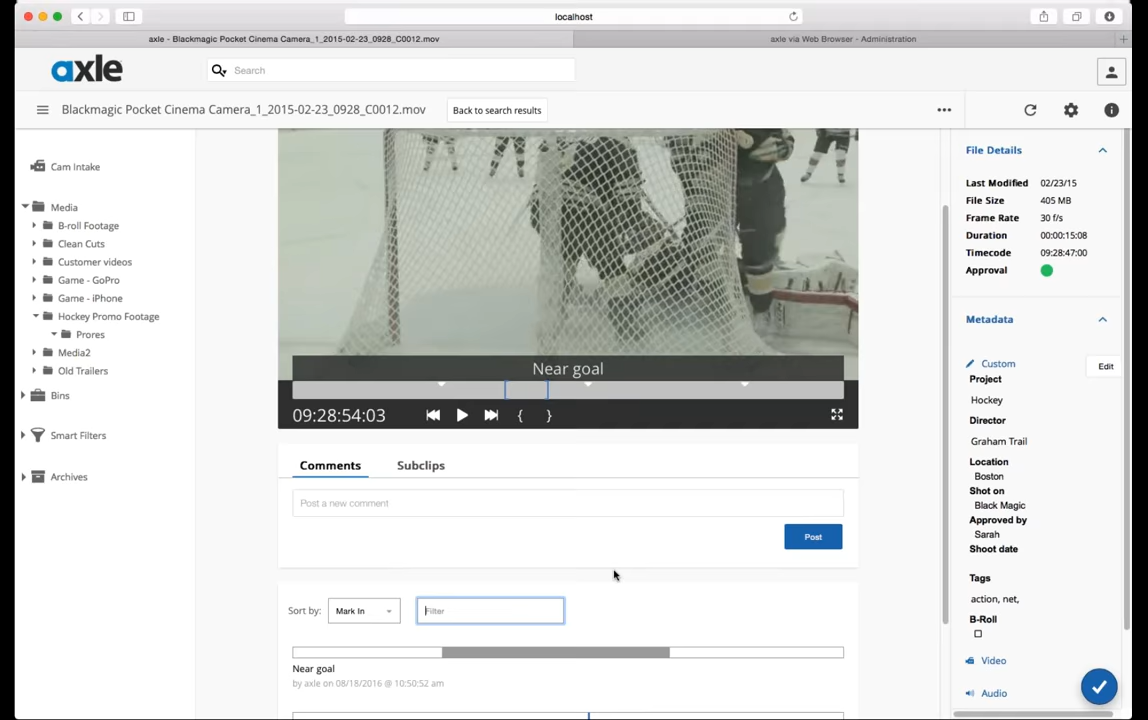 localhost
axle - Blackmagic Pocket Cinema Camera_1_2015-02-23_0928_C0012.mov
axle via Web Browser - Administration
axle
Search
Blackmagic Pocket Cinema Camera_1_2015-02-23_0928_C0012.mov
Back to search results
Cam Intake
Media
B-roll Footage
Clean Cuts
Customer videos
Game - GoPro
Game - iPhone
Hockey Promo Footage
Prores
Media2
Old Trailers
Bins
Smart Filters
Archives
Near goal
09:28:54:03
{ }
Comments Subclips
Post a new comment
Post
Sort by: Mark In Filter
Near goal
by axle on 08/18/2016 @ 10:50:52 am
File Details
Last Modified 02/23/15
File Size 405 MB
Frame Rate 30 f/s
Duration 00:00:15:08
Timecode 09:28:47:00
Approval
Metadata
Custom
Edit
Project
Hockey
Director
Graham Trail
Location
Boston
Shot on
Black Magic
Approved by
Sarah
Shoot date
Tags
action, net,
B-Roll
Video
Audio